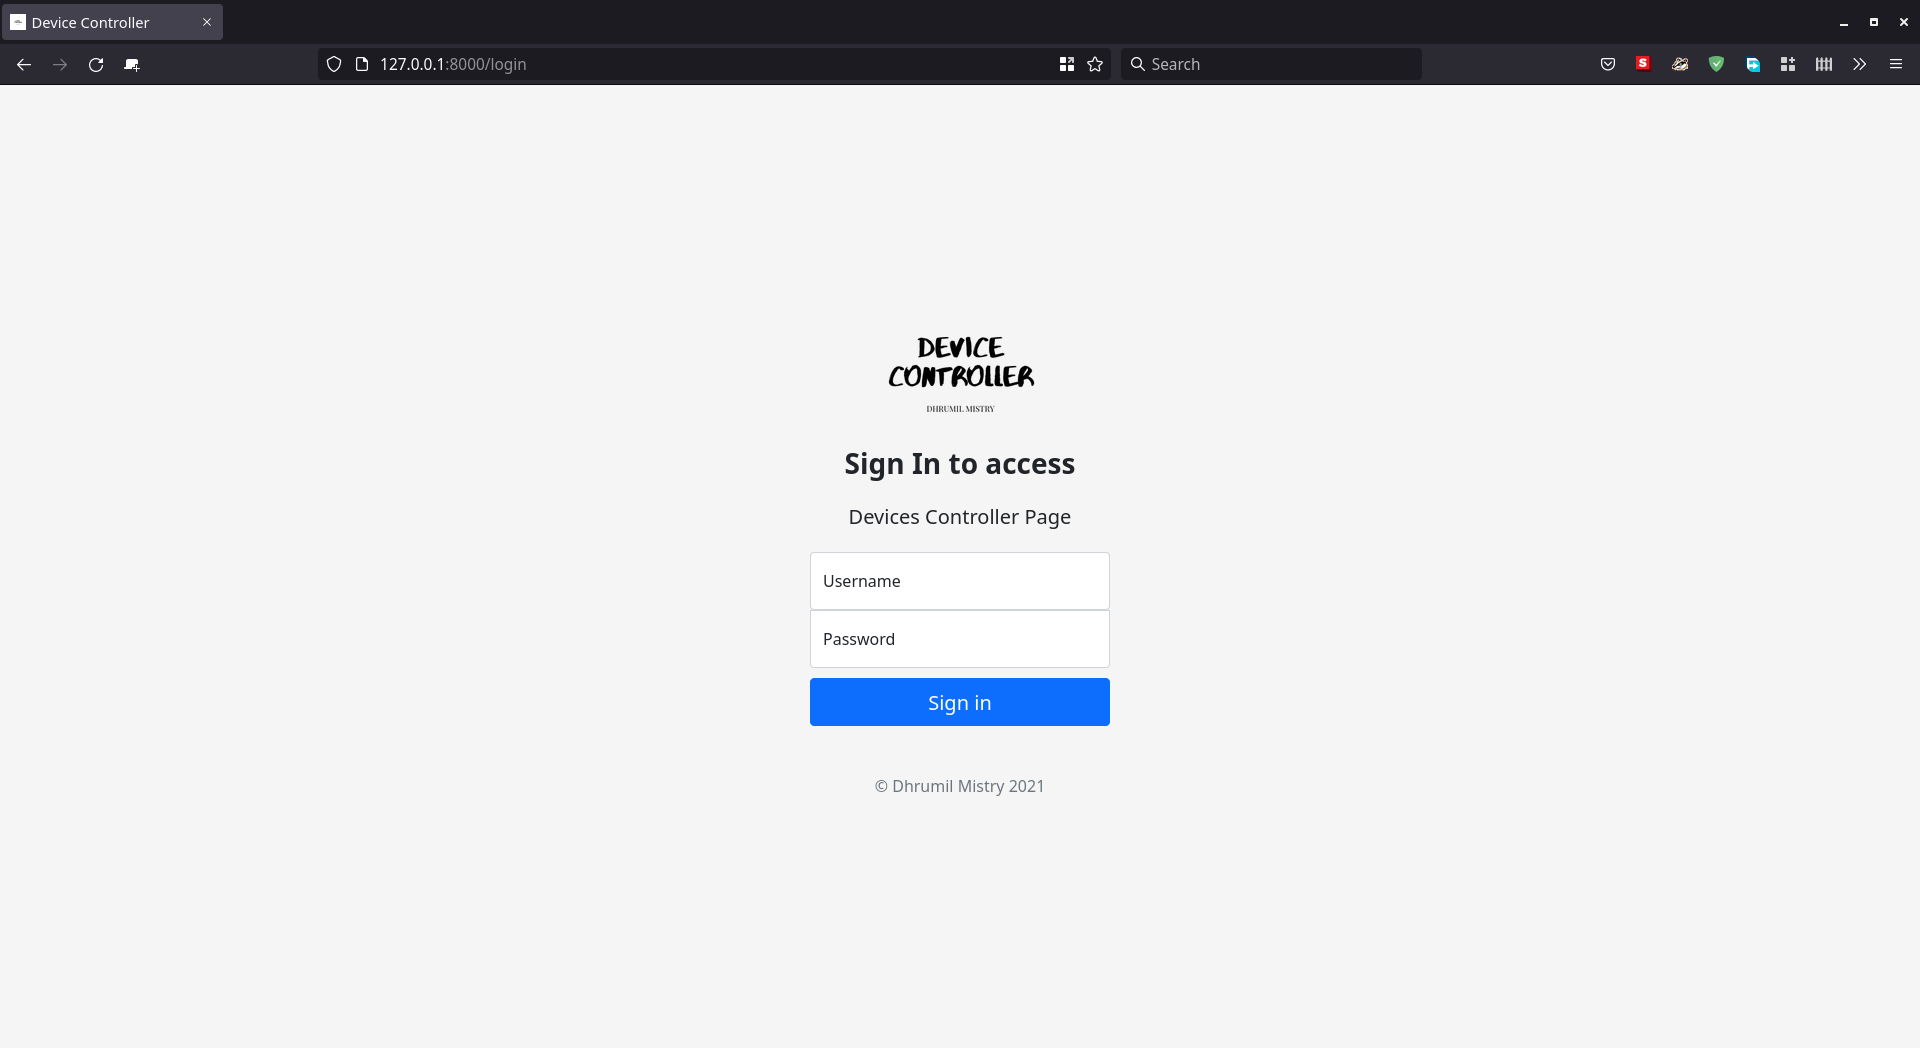 Device Controller
127.0.0.1:8000/login
Search
DEVICE
CONTROLLER
DHRUMIL MISTRY
Sign In to access
Devices Controller Page
Username
Password
Sign in
© Dhrumil Mistry 2021